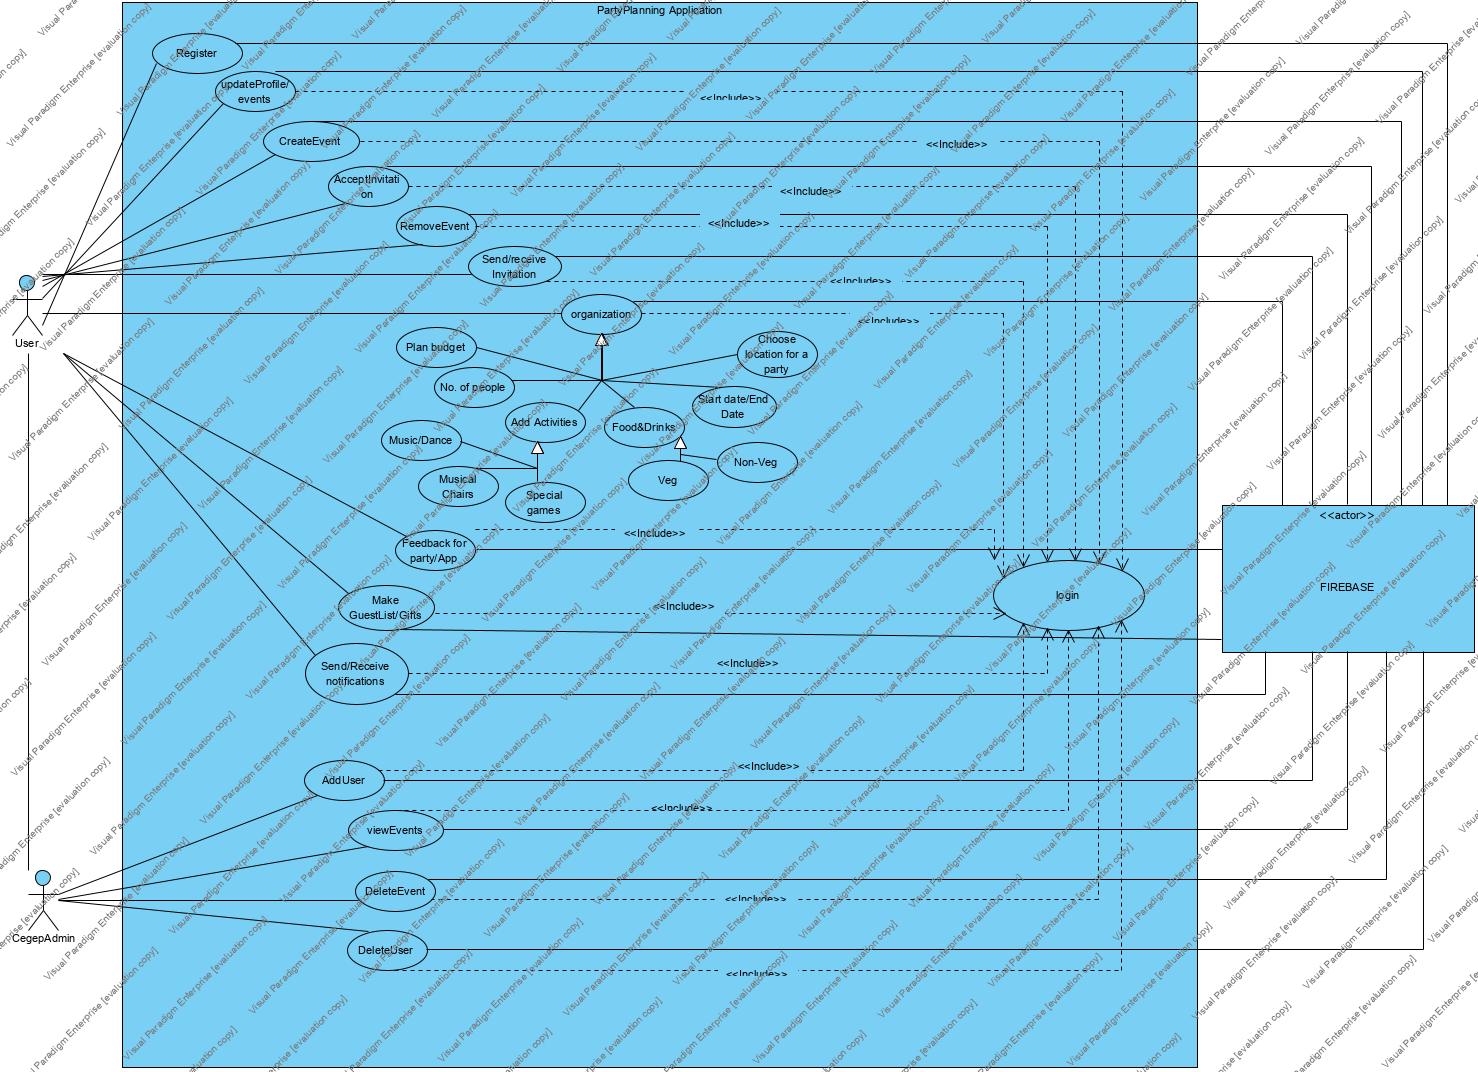 PartyPlanning Application
Register
updateProfile/
events
<<Include>>
CreateEvent
<<Include>>
AcceptInvitati
on
<<Include>>
RemoveEvent
<<Include>>
Send/receive
Invitation
<<Include>>
organization
<<Include>>
User
Plan budget
Choose
location for a
party
No. of people
Start date/End
Date
Add Activities
Food&Drinks
Music/Dance
Non-Veg
Musical
Chairs
Veg
Special
games
<<actor>>
FIREBASE
<<Include>>
Feedback for
party/App
login
Make
GuestList/Gifts
<<Include>>
Send/Receive
notifications
<<Include>>
AddUser
<<Include>>
viewEvents
<<Include>>
DeleteEvent
<<Include>>
CegepAdmin
DeleteUser
<<Include>>
Visual Paradigm Enterprise [evaluation copy]